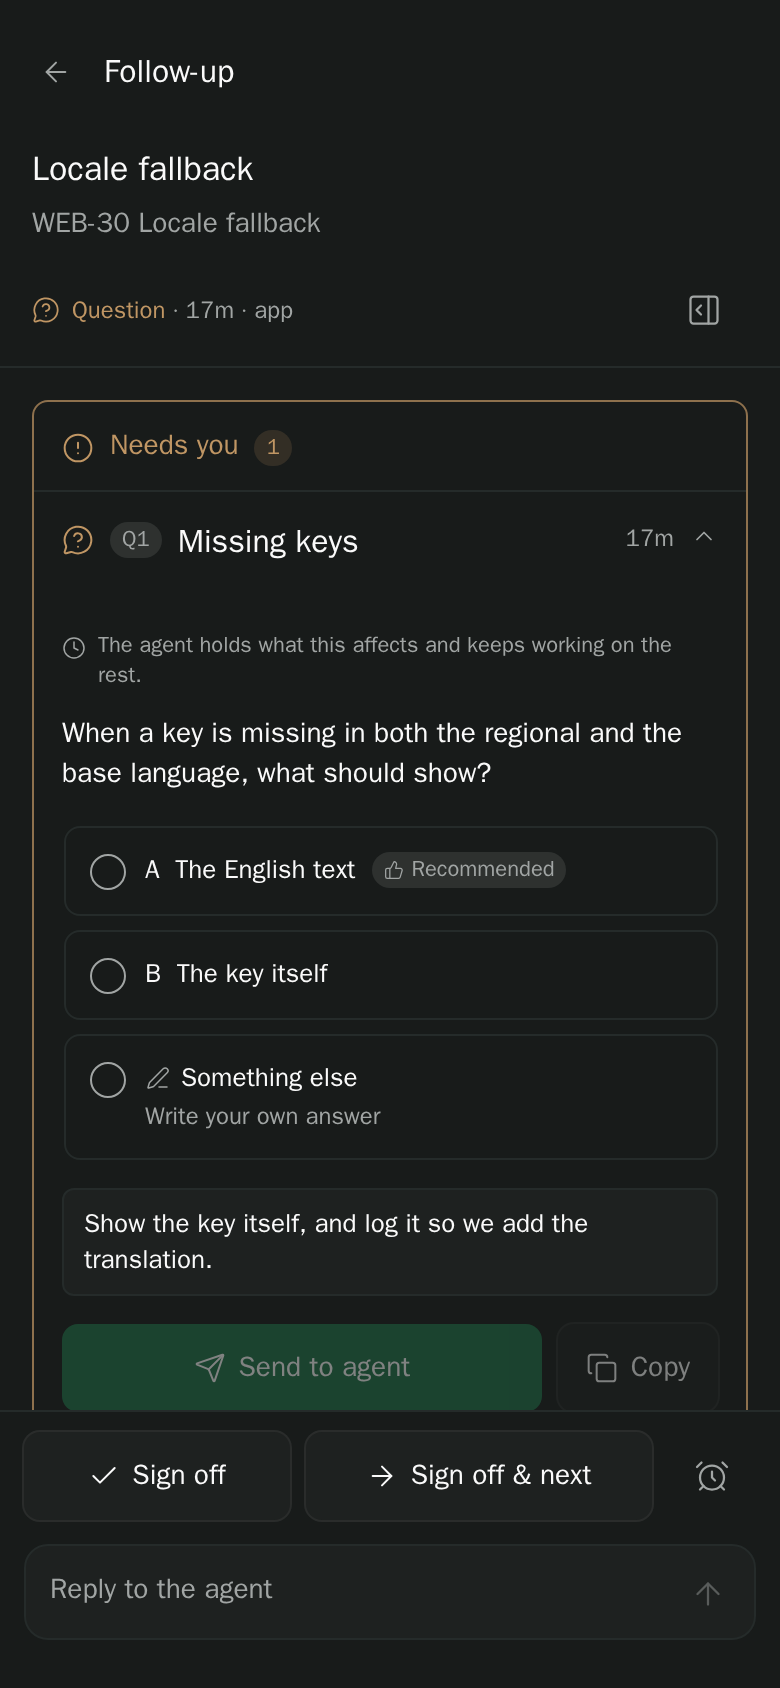 Follow-up
Locale fallback
WEB-30 Locale fallback
Question · 17m · app
Needs you 1
Q1 Missing keys 17m
The agent holds what this affects and keeps working on the
rest.
When a key is missing in both the regional and the
base language, what should show?
A The English text Recommended
B The key itself
Something else
Write your own answer
Show the key itself, and log it so we add the
translation.
Send to agent Copy
Sign off Sign off & next
Reply to the agent